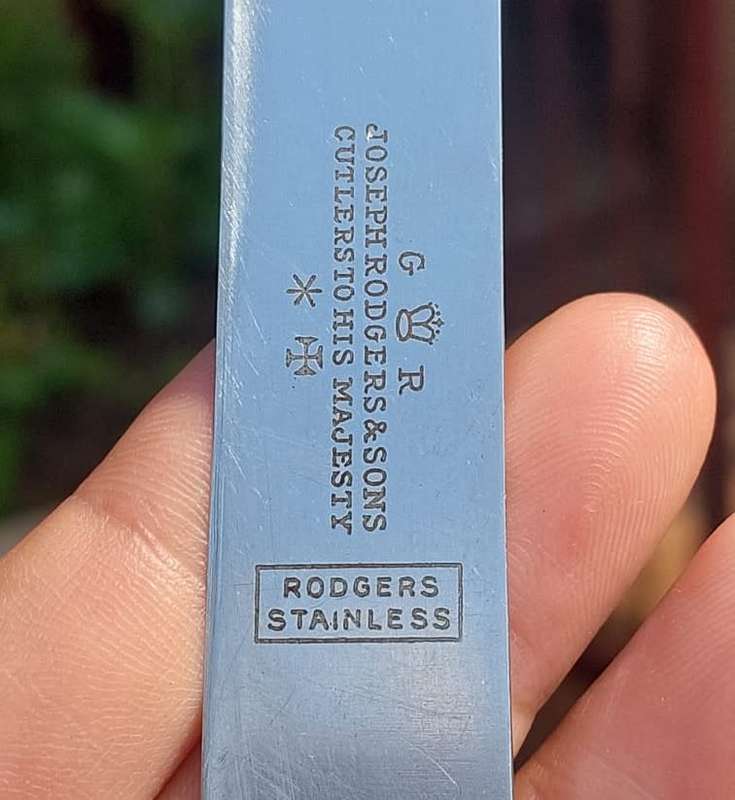 G R
JOSEPH RODGERS & SONS
CUTLERS TO HIS MAJESTY
RODGERS
STAINLESS